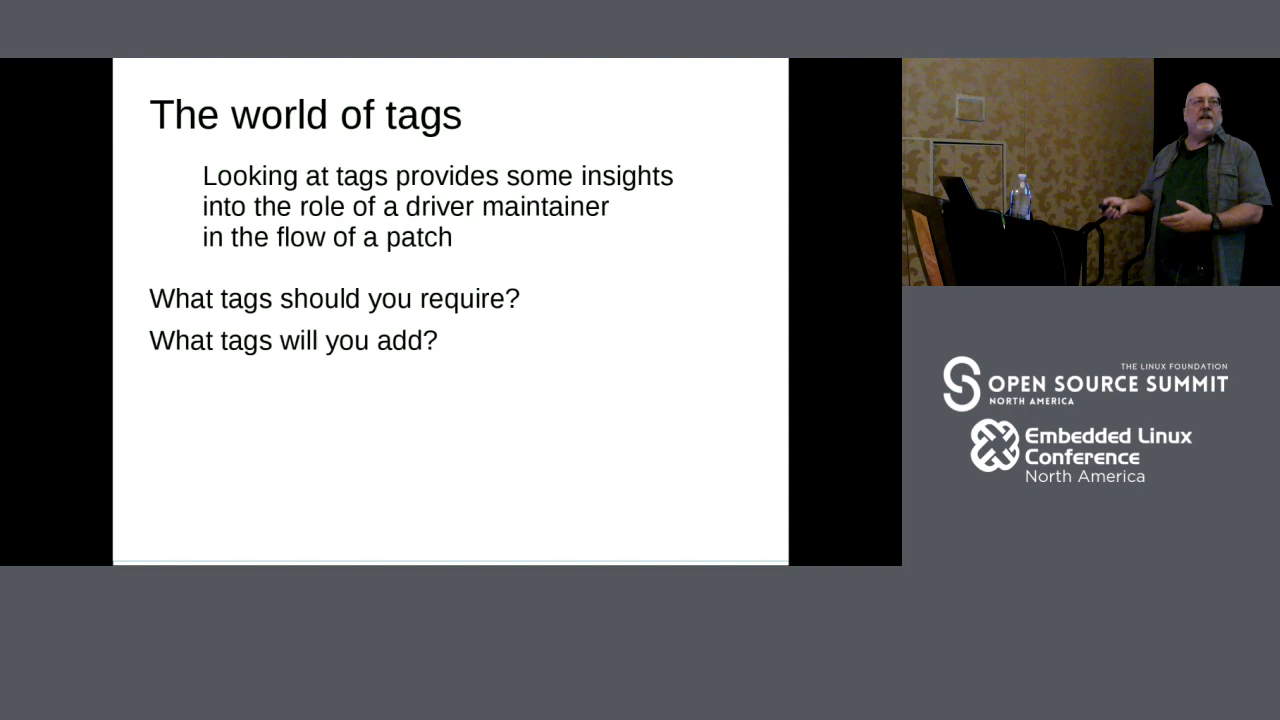 The world of tags
Looking at tags provides some insights
into the role of a driver maintainer
in the flow of a patch
What tags should you require?
What tags will you add?
THE LINUX FOUNDATION
OPEN SOURCE SUMMIT
NORTH AMERICA
Embedded Linux
Conference
North America